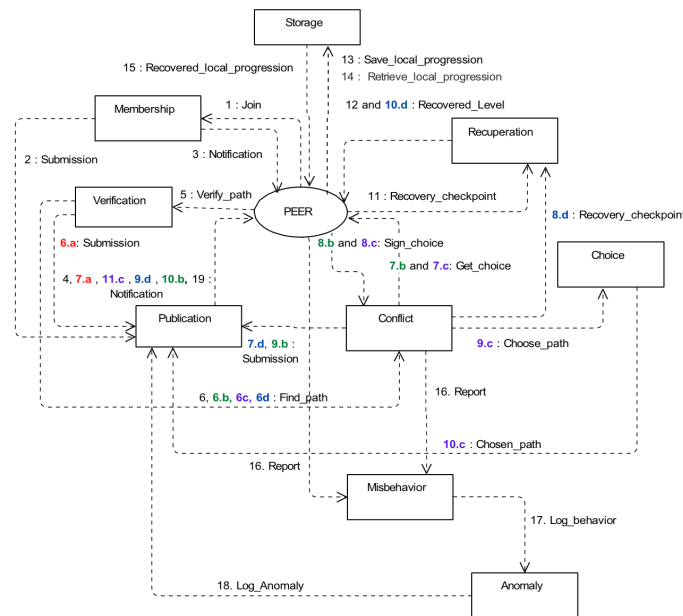 Storage
15 : Recovered_local_progression
13 : Save_local_progression
14 : Retrieve_local_progression
Membership
1 : Join
12 and 10.d : Recovered_Level
Recuperation
2 : Submission
3 : Notification
Verification
5 : Verify_path
PEER
11 : Recovery_checkpoint
8.d : Recovery_checkpoint
6.a: Submission
8.b and 8.c: Sign_choice
7.b and 7.c: Get_choice
Choice
4, 7.a , 11.c , 9.d , 10.b, 19 :
Notification
Publication
Conflict
7.d, 9.b :
Submission
9.c : Choose_path
6, 6.b, 6c, 6d : Find_path
16. Report
10.c : Chosen_path
16. Report
Misbehavior
17. Log_behavior
18. Log_Anomaly
Anomaly